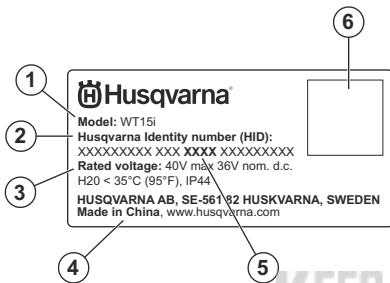 6
1
Husqvarna
Model: WT15i
2
Husqvarna Identity number (HID):
XXXXXXXXX XXX XXXX XXXXXXXXX
3
Rated voltage: 40V max 36V nom. d.c.
H20 < 35°C (95°F), IP44
HUSQVARNA AB, SE-561 82 HUSKVARNA, SWEDEN
Made in China, www.husqvarna.com
4
5